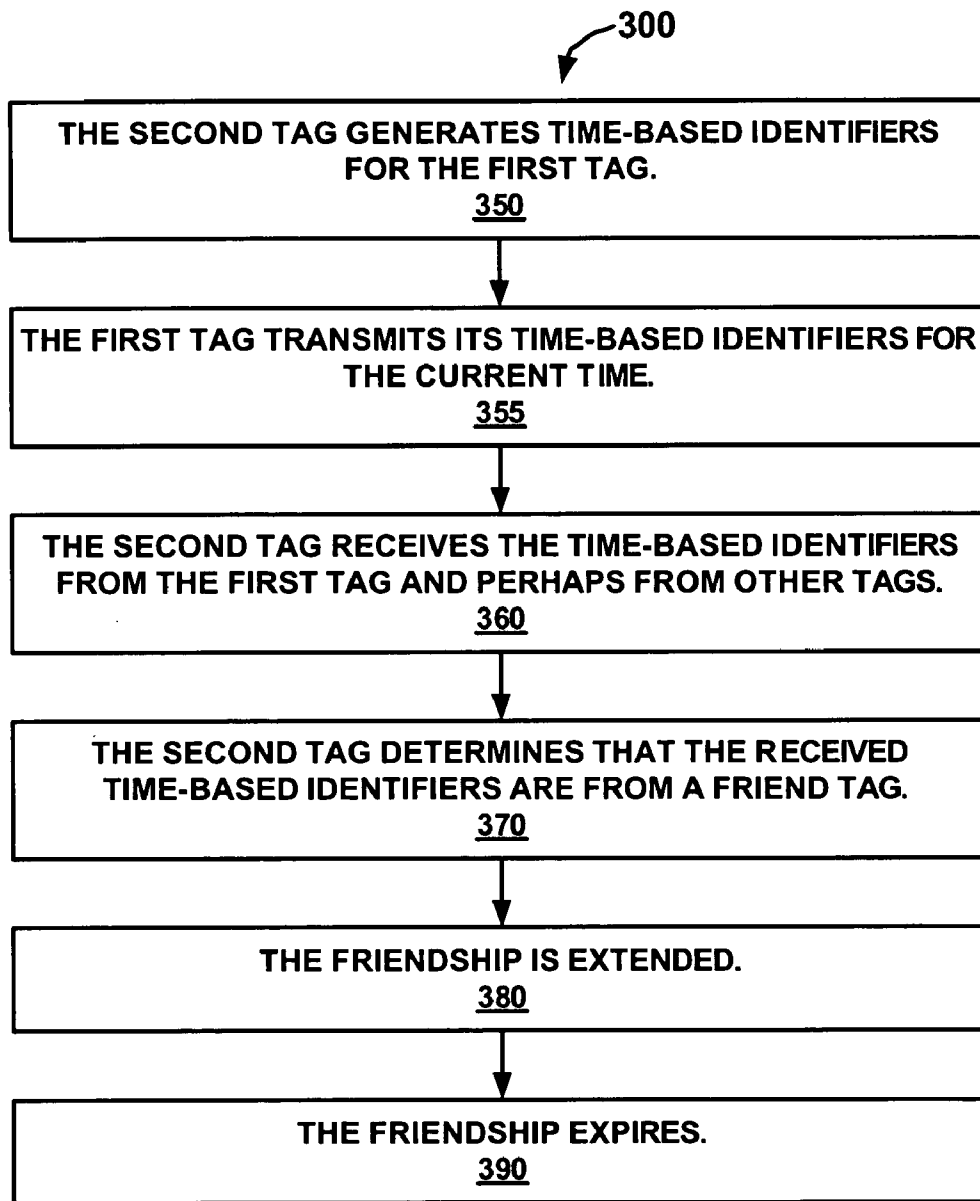 300
THE SECOND TAG GENERATES TIME-BASED IDENTIFIERS
FOR THE FIRST TAG.
350
THE FIRST TAG TRANSMITS ITS TIME-BASED IDENTIFIERS FOR
THE CURRENT TIME.
355
THE SECOND TAG RECEIVES THE TIME-BASED IDENTIFIERS
FROM THE FIRST TAG AND PERHAPS FROM OTHER TAGS.
360
THE SECOND TAG DETERMINES THAT THE RECEIVED
TIME-BASED IDENTIFIERS ARE FROM A FRIEND TAG.
370
THE FRIENDSHIP IS EXTENDED.
380
THE FRIENDSHIP EXPIRES.
390